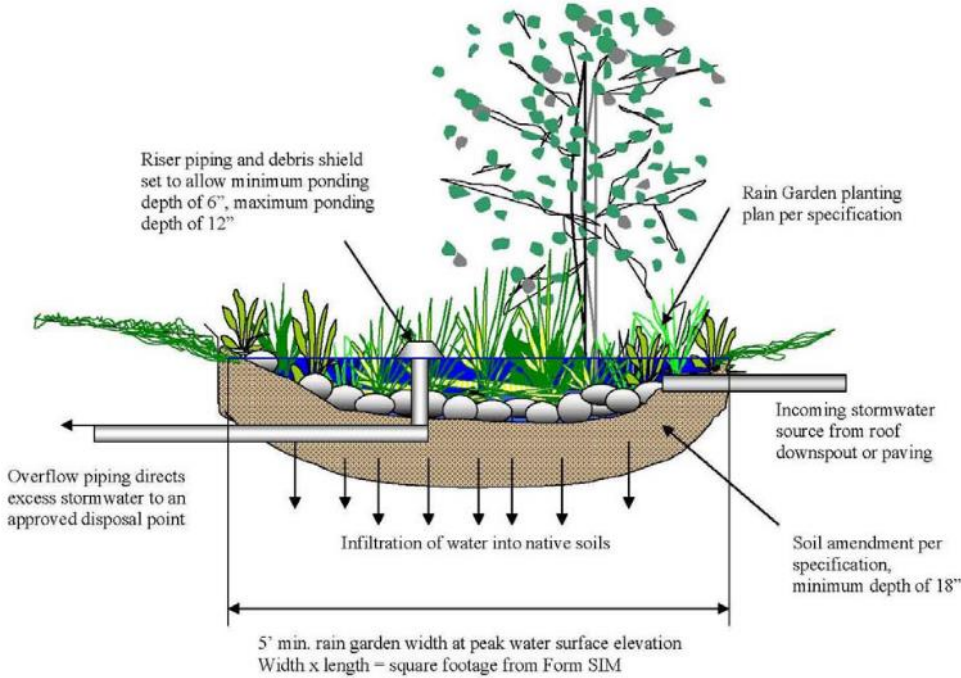 Riser piping and debris shield
set to allow minimum ponding
depth of 6”, maximum ponding
depth of 12”
Rain Garden planting
plan per specification
Incoming stormwater
source from roof
downspout or paving
Overflow piping directs
excess stormwater to an
approved disposal point
Infiltration of water into native soils
Soil amendment per
specification,
minimum depth of 18”
5’ min. rain garden width at peak water surface elevation
Width x length = square footage from Form SIM